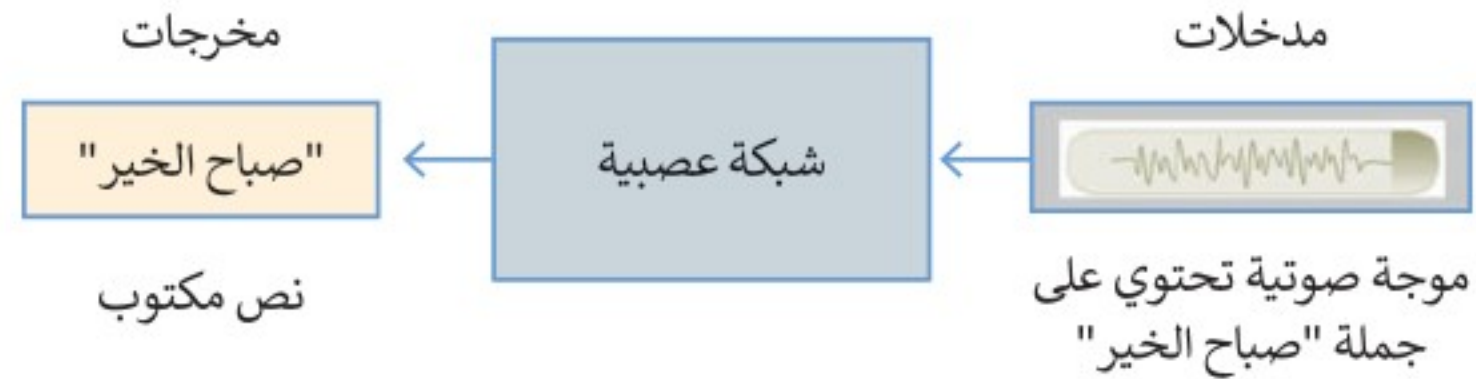 مدخلات
موجة صوتية تحتوي على
جملة "صباح الخير"
شبكة عصبية
مخرجات
"صباح الخير"
نص مكتوب